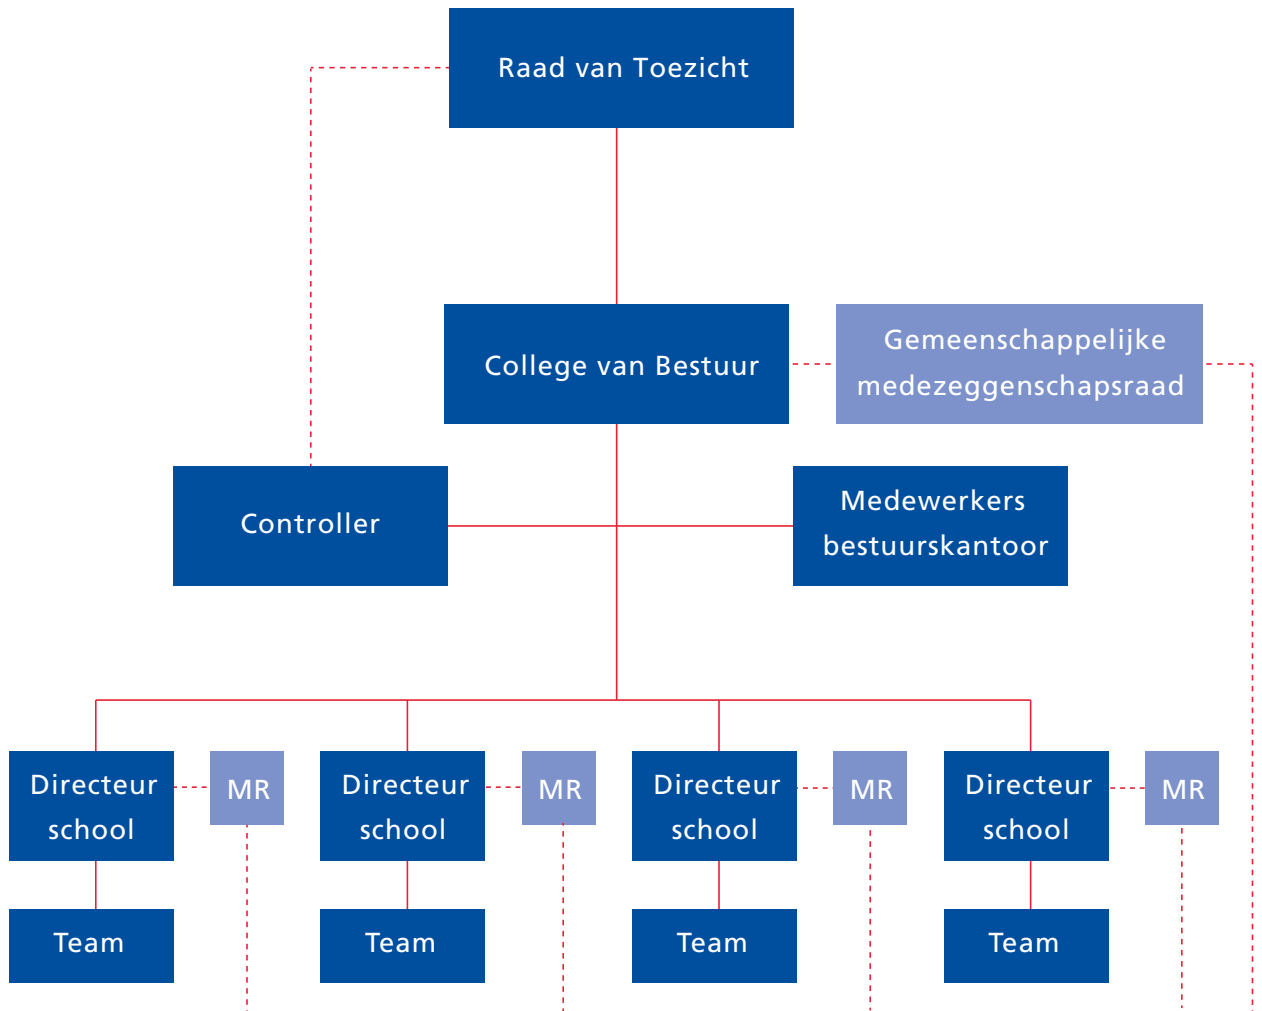 Raad van Toezicht
College van Bestuur
Gemeenschappelijke
medezeggenschapsraad
Controller
Medewerkers
bestuurskantoor
Directeur
school
MR
Directeur
school
MR
Directeur
school
MR
Directeur
school
MR
Team
Team
Team
Team